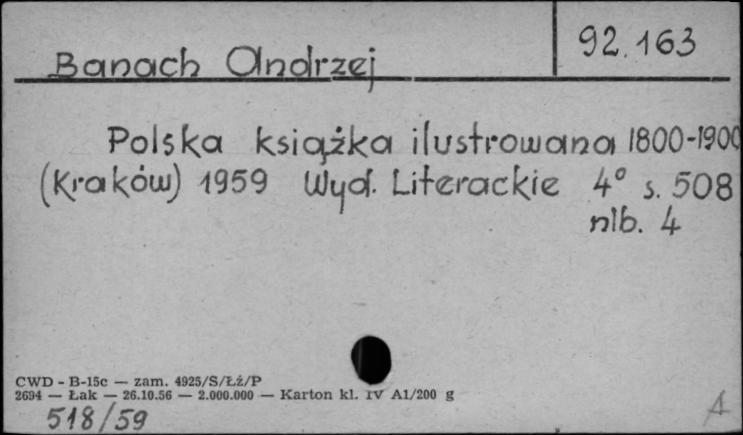 92.163
Banach Andrzej
Polska książka ilustrowana 1800-1900
(Kraków) 1959 Wyd. Literackie 4° s. 508
nlb. 4
CWD - B-15c — zam. 4925/S/Łż/P
2694 — Łak — 26.10.56 — 2.000.000 — Karton kl. IV A1/200 g
518/59
A